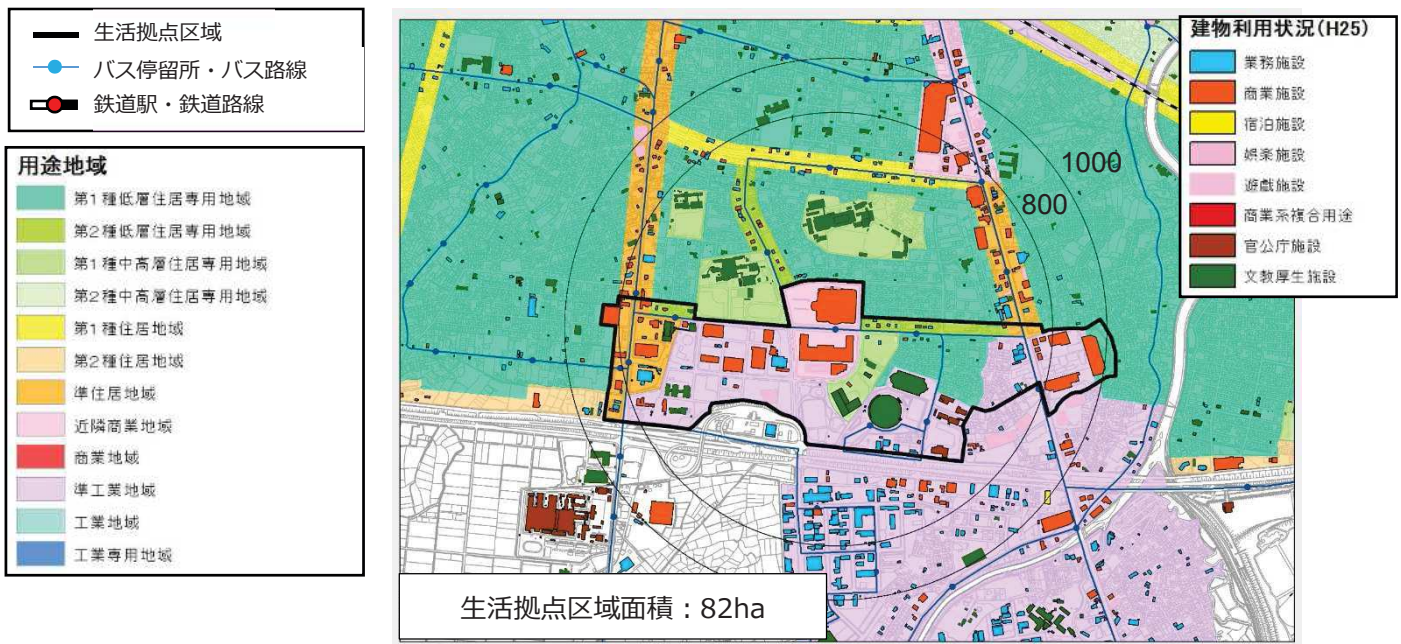 生活拠点区域
バス停留所・バス路線
鉄道駅・鉄道路線
用途地域
第1種低層住居専用地域
第2種低層住居専用地域
第1種中高層住居専用地域
第2種中高層住居専用地域
第1種住居地域
第2種住居地域
準住居地域
近隣商業地域
商業地域
準工業地域
工業地域
工業専用地域
1000
800
生活拠点区域面積：82ha
建物利用状況(H25)
業務施設
商業施設
宿泊施設
娯楽施設
遊戯施設
商業系複合用途
官公庁施設
文教厚生施設